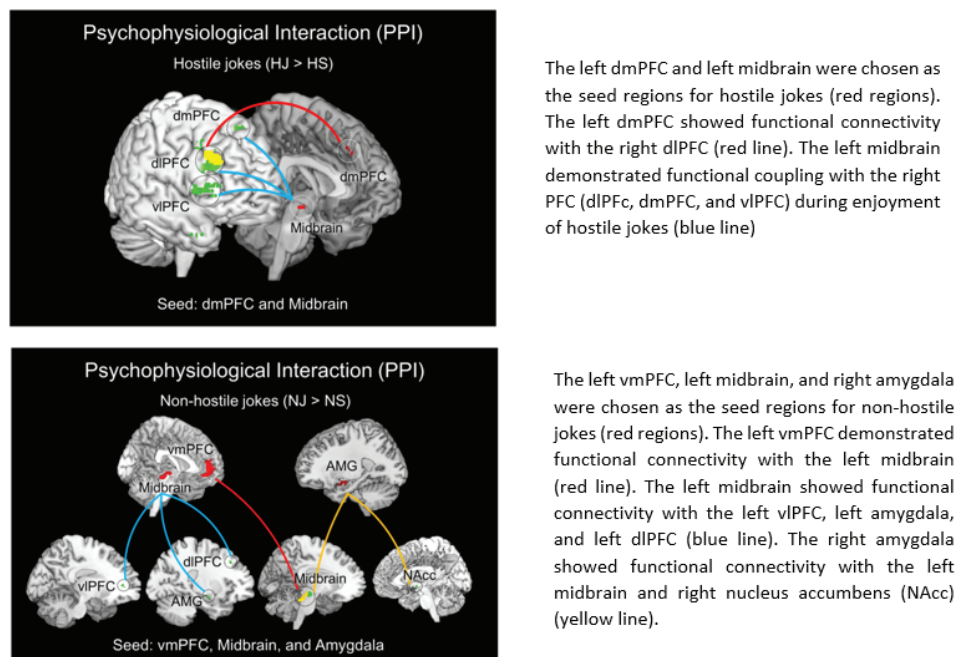 Psychophysiological Interaction (PPI)
Hostile jokes (HJ > HS)
dmPFC
dlPFC
vlPFC
dmPFC
Midbrain
Seed: dmPFC and Midbrain
The left dmPFC and left midbrain were chosen as
the seed regions for hostile jokes (red regions).
The left dmPFC showed functional connectivity
with the right dlPFC (red line). The left midbrain
demonstrated functional coupling with the right
PFC (dlPFc, dmPFC, and vlPFC) during enjoyment
of hostile jokes (blue line)
Psychophysiological Interaction (PPI)
Non-hostile jokes (NJ > NS)
vmPFC
Midbrain
AMG
vlPFC
dlPFC
AMG
Midbrain
NAcc
Seed: vmPFC, Midbrain, and Amygdala
The left vmPFC, left midbrain, and right amygdala
were chosen as the seed regions for non-hostile
jokes (red regions). The left vmPFC demonstrated
functional connectivity with the left midbrain
(red line). The left midbrain showed functional
connectivity with the left vlPFC, left amygdala,
and left dlPFC (blue line). The right amygdala
showed functional connectivity with the left
midbrain and right nucleus accumbens (NAcc)
(yellow line).